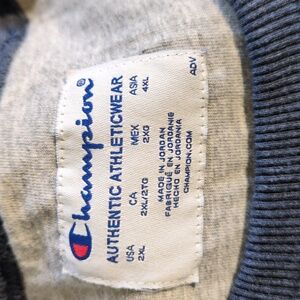 Champion
AUTHENTIC ATHLETICWEAR
USA CA MEX ASIA
2XL 2XL/2TG 2XG 4XL
MADE IN JORDAN
FABRIQUÉ EN JORDANIE
HECHO EN JORDANIA
CHAMPION.COM
ADV